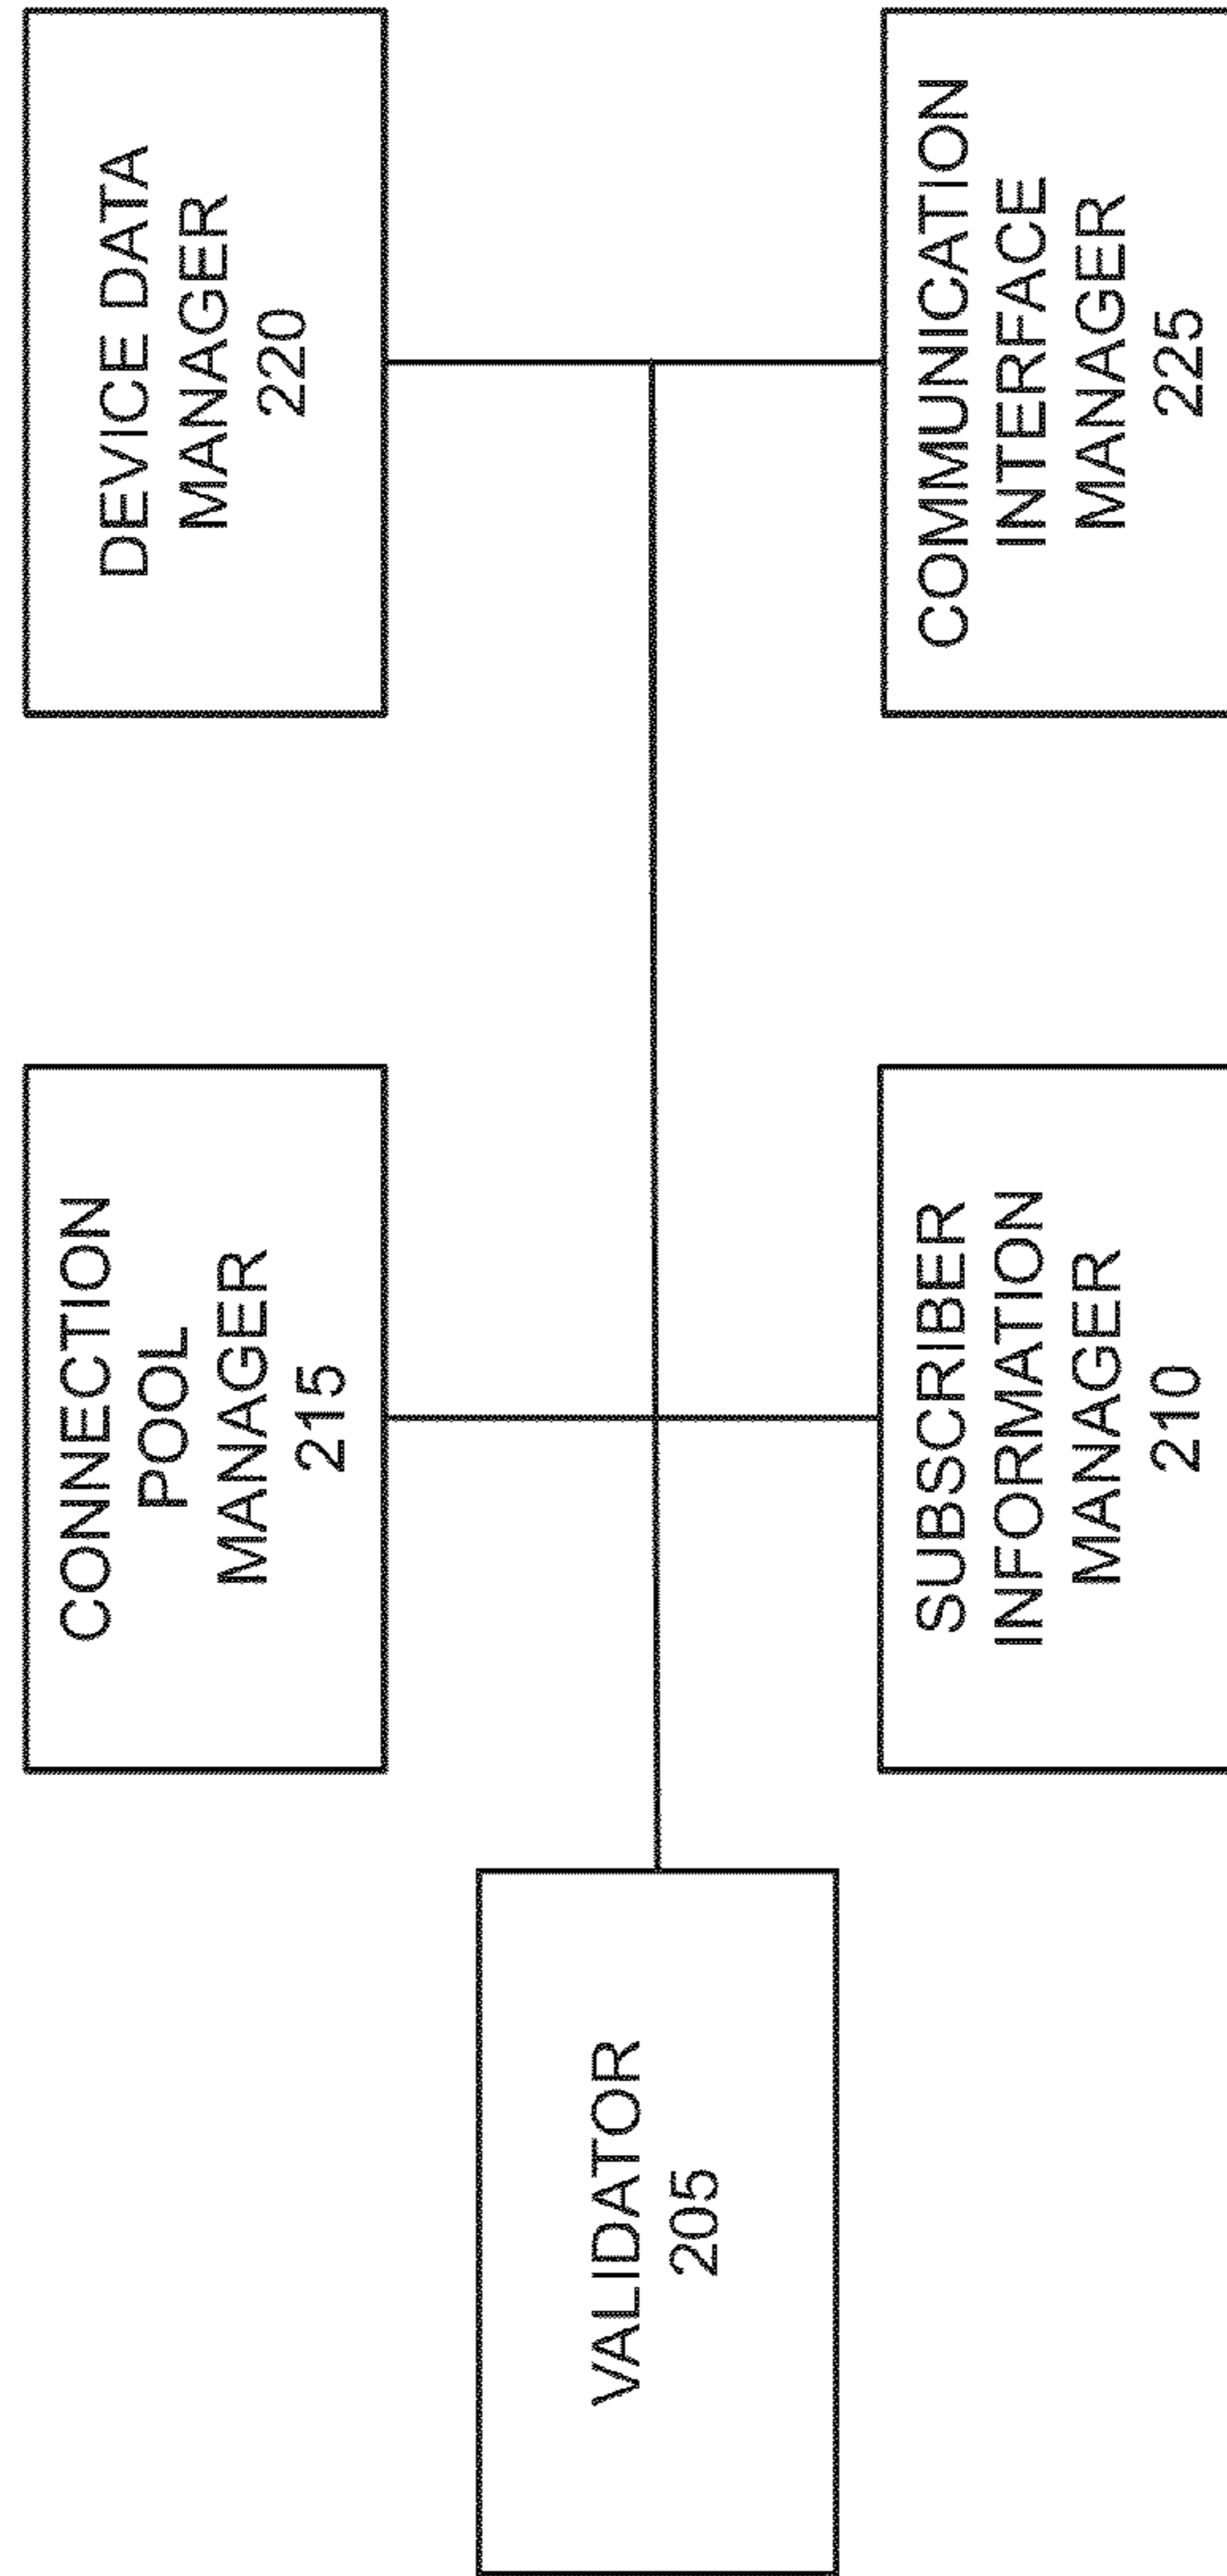 CONNECTION
POOL
MANAGER
215
DEVICE DATA
MANAGER
220
VALIDATOR
205
SUBSCRIBER
INFORMATION
MANAGER
210
COMMUNICATION
INTERFACE
MANAGER
225